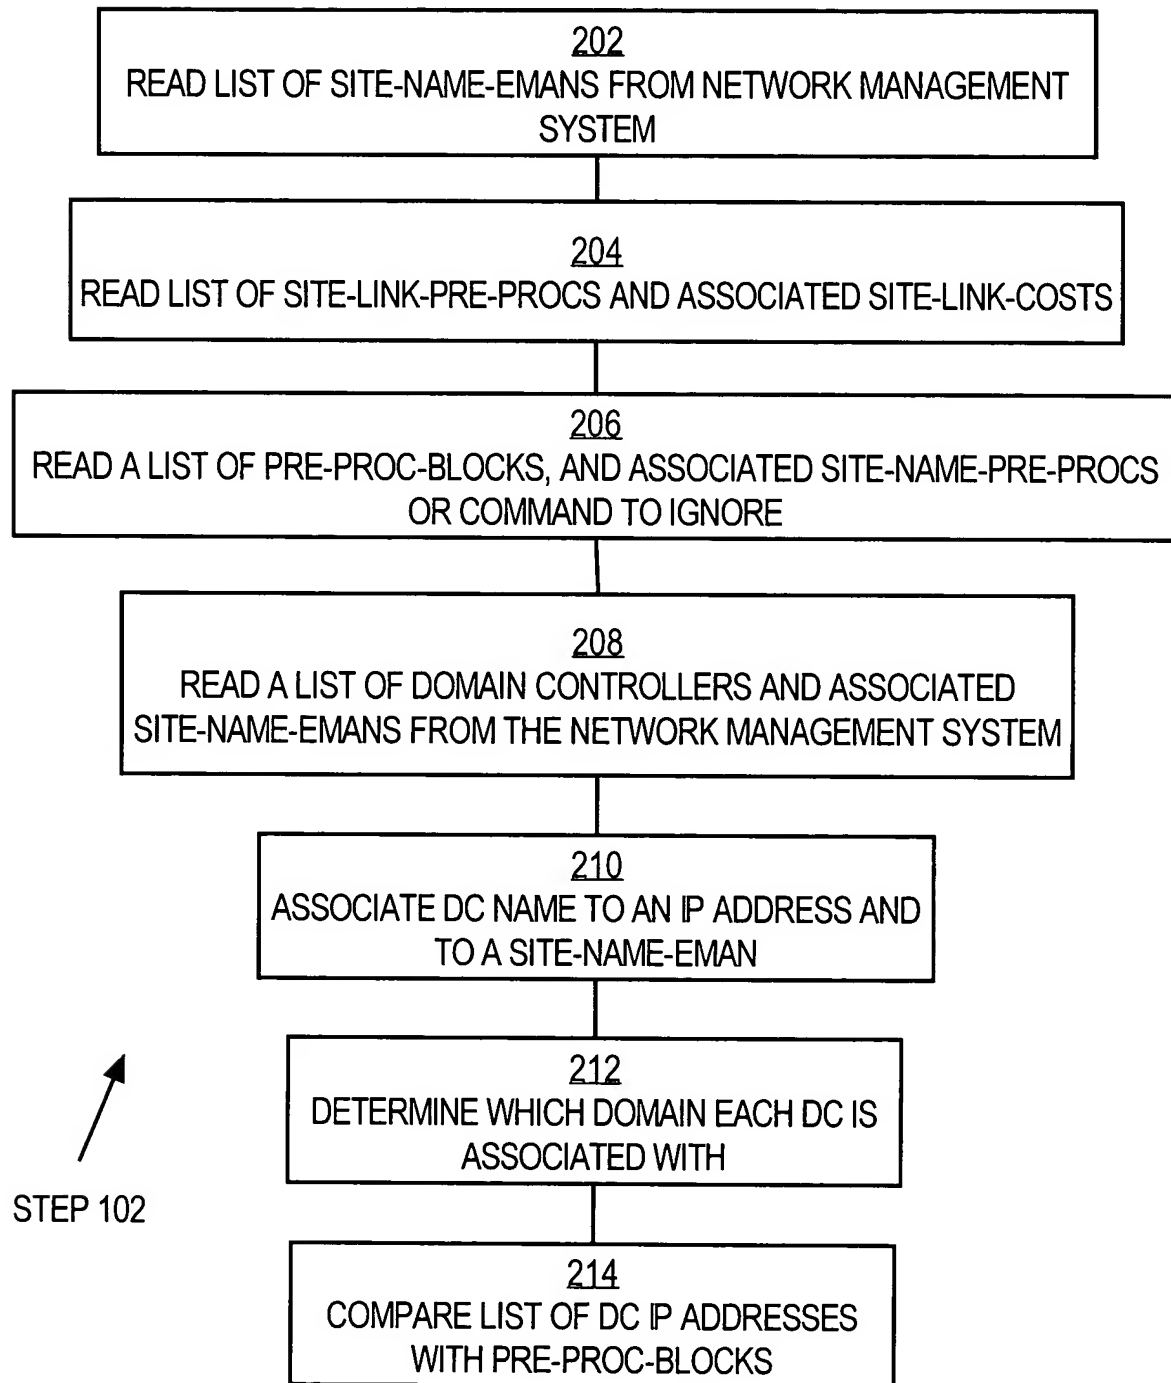 202
READ LIST OF SITE-NAME-EMANS FROM NETWORK MANAGEMENT
SYSTEM
204
READ LIST OF SITE-LINK-PRE-PROCS AND ASSOCIATED SITE-LINK-COSTS
206
READ A LIST OF PRE-PROC-BLOCKS, AND ASSOCIATED SITE-NAME-PRE-PROCS
OR COMMAND TO IGNORE
208
READ A LIST OF DOMAIN CONTROLLERS AND ASSOCIATED
SITE-NAME-EMANS FROM THE NETWORK MANAGEMENT SYSTEM
210
ASSOCIATE DC NAME TO AN IP ADDRESS AND
TO A SITE-NAME-EMAN
212
DETERMINE WHICH DOMAIN EACH DC IS
ASSOCIATED WITH
STEP 102
214
COMPARE LIST OF DC IP ADDRESSES
WITH PRE-PROC-BLOCKS